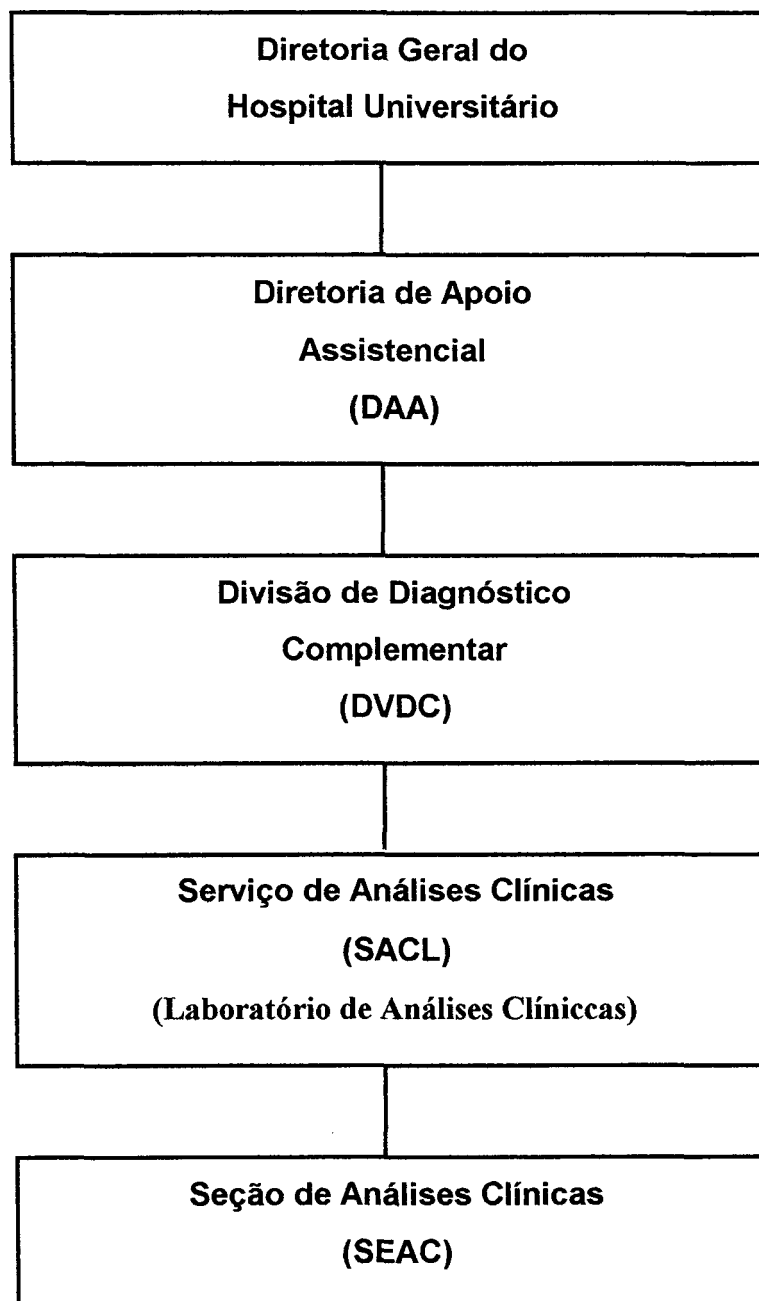 Diretoria Geral do
Hospital Universitário
Diretoria de Apoio
Assistencial
(DAA)
Divisão de Diagnóstico
Complementar
(DVDC)
Serviço de Análises Clínicas
(SACL)
(Laboratório de Análises Clíniccas)
Seção de Análises Clínicas
(SEAC)